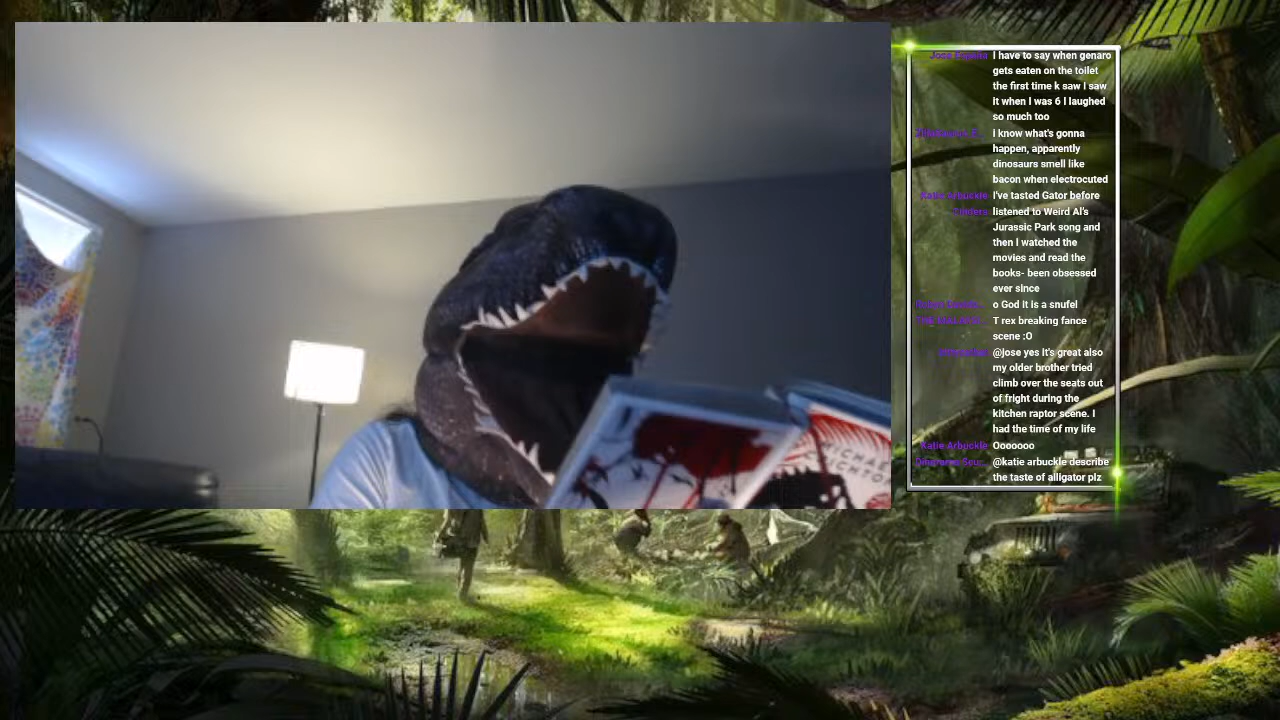 I have to say when genaro
gets eaten on the toilet
the first time k saw I saw
it when I was 6 I laughed
so much too
I know what's gonna
happen, apparently
dinosaurs smell like
bacon when electrocuted
Katie Arbuckle I've tasted Gator before
listened to Weird Al's
Jurassic Park song and
then I watched the
movies and read the
books- been obsessed
ever since
o God it is a snufel
T rex breaking fance
scene :O
@jose yes it's great also
my older brother tried
climb over the seats out
of fright during the
kitchen raptor scene. I
had the time of my life
Katie Arbuckle Ooooooo
@katie arbuckle describe
the taste of alligator plz
MICHAEL